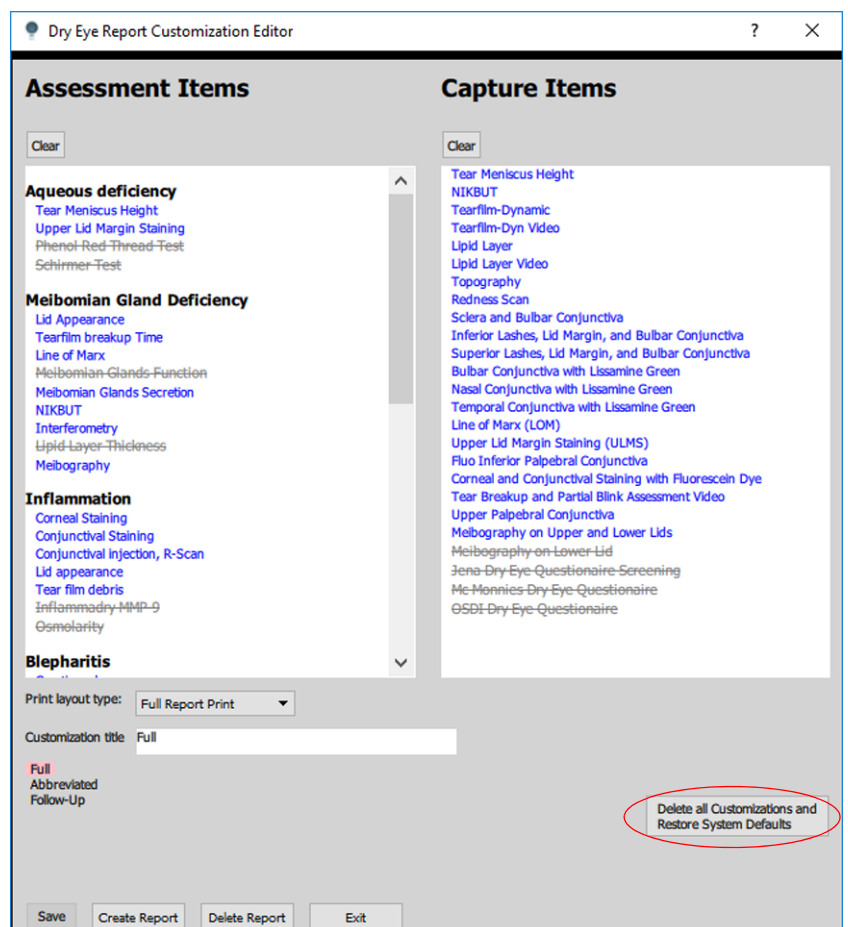 Dry Eye Report Customization Editor
?
Assessment Items
Clear
Aqueous deficiency
Tear Meniscus Height
Upper Lid Margin Staining
Phenol Red Thread Test
Schirmer Test
Meibomian Gland Deficiency
Lid Appearance
Tearfilm breakup Time
Line of Marx
Meibomian Glands Function
Meibomian Glands Secretion
NIKBUT
Interferometry
Lipid Layer Thickness
Meibography
Inflammation
Corneal Staining
Conjunctival Staining
Conjunctival injection, R-Scan
Lid appearance
Tear film debris
Inflammadry MMP-9
Osmolarity
Blepharitis
Capture Items
Clear
Tear Meniscus Height
NIKBUT
Tearfilm-Dynamic
Tearfilm-Dyn Video
Lipid Layer
Lipid Layer Video
Topography
Redness Scan
Sclera and Bulbar Conjunctiva
Inferior Lashes, Lid Margin, and Bulbar Conjunctiva
Superior Lashes, Lid Margin, and Bulbar Conjunctiva
Bulbar Conjunctiva with Lissamine Green
Nasal Conjunctiva with Lissamine Green
Temporal Conjunctiva with Lissamine Green
Line of Marx (LOM)
Upper Lid Margin Staining (ULMS)
Fluo Inferior Palpebral Conjunctiva
Corneal and Conjunctival Staining with Fluorescein Dye
Tear Breakup and Partial Blink Assessment Video
Upper Palpebral Conjunctiva
Meibography on Upper and Lower Lids
Meibography on Lower Lid
Jena Dry Eye Questionaire Screening
Mc Monnies Dry Eye Questionaire
OSDI Dry Eye Questionaire
Print layout type: Full Report Print
Customization title Full
Full
Abbreviated
Follow-Up
Delete all Customizations and
Restore System Defaults
Save Create Report Delete Report Exit